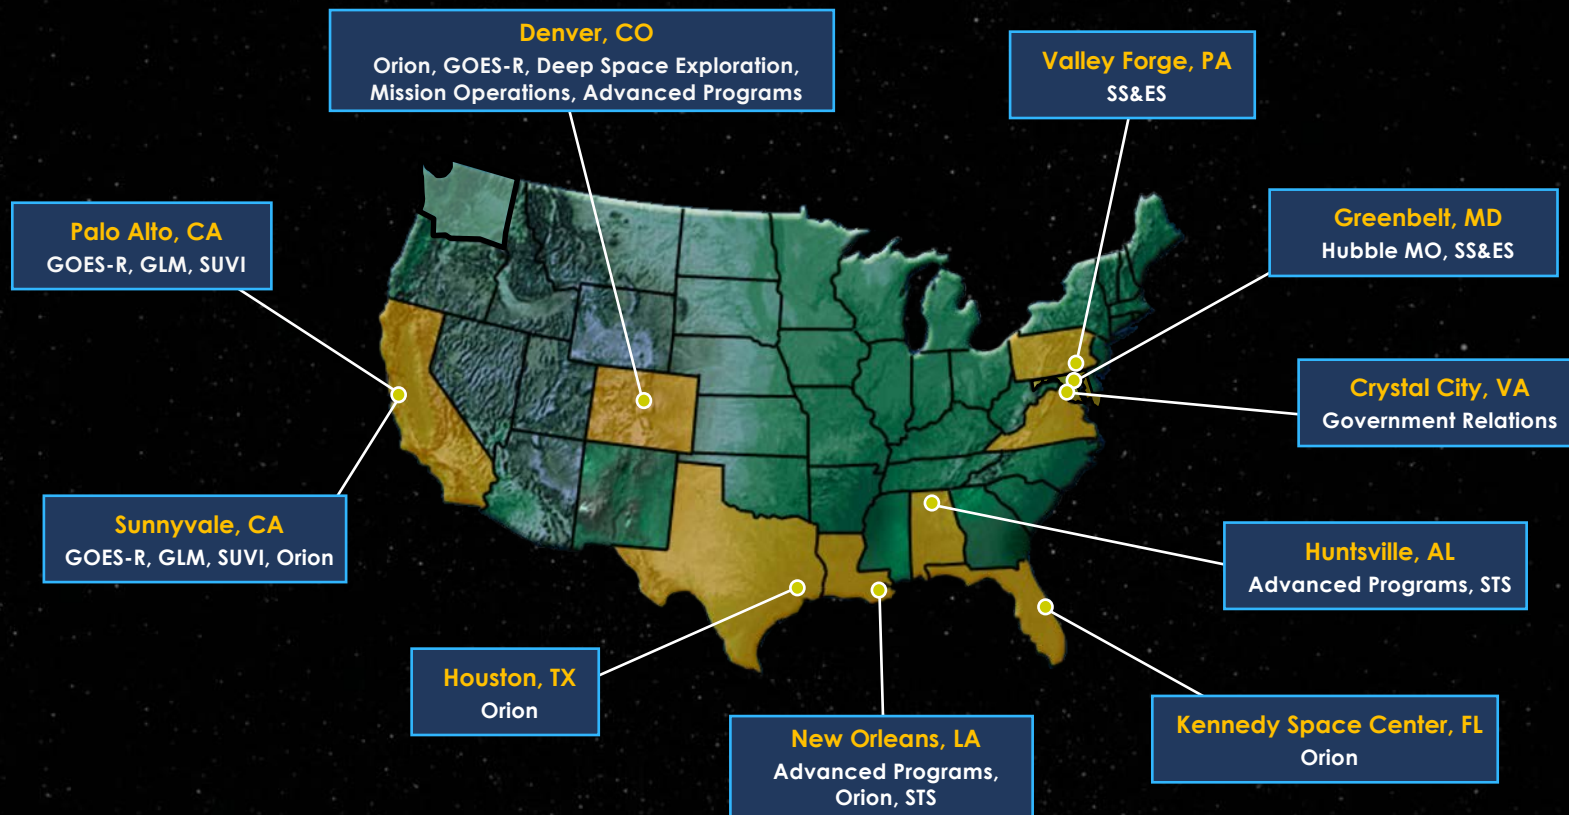 Denver, CO
Orion, GOES-R, Deep Space Exploration,
Mission Operations, Advanced Programs
Valley Forge, PA
SS&ES
Palo Alto, CA
GOES-R, GLM, SUVI
Greenbelt, MD
Hubble MO, SS&ES
Crystal City, VA
Government Relations
Sunnyvale, CA
GOES-R, GLM, SUVI, Orion
Huntsville, AL
Advanced Programs, STS
Houston, TX
Orion
New Orleans, LA
Advanced Programs,
Orion, STS
Kennedy Space Center, FL
Orion